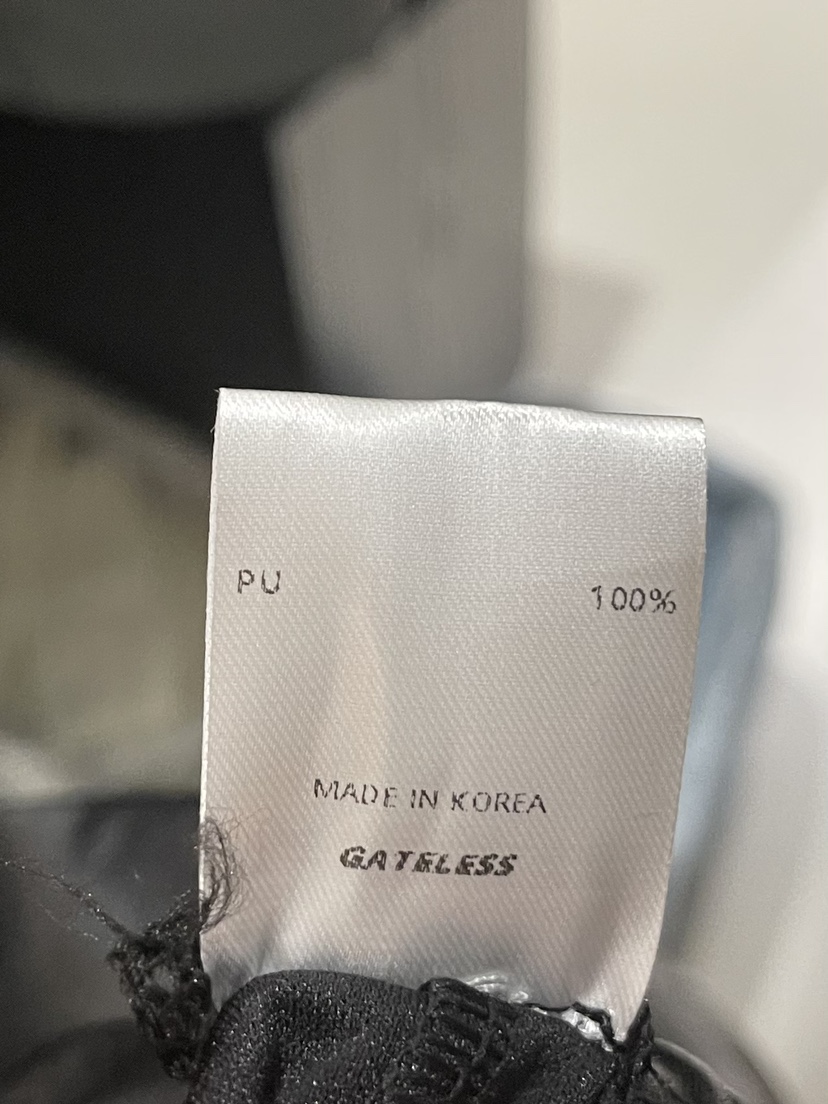 PU 100%
MADE IN KOREA
GATELESS